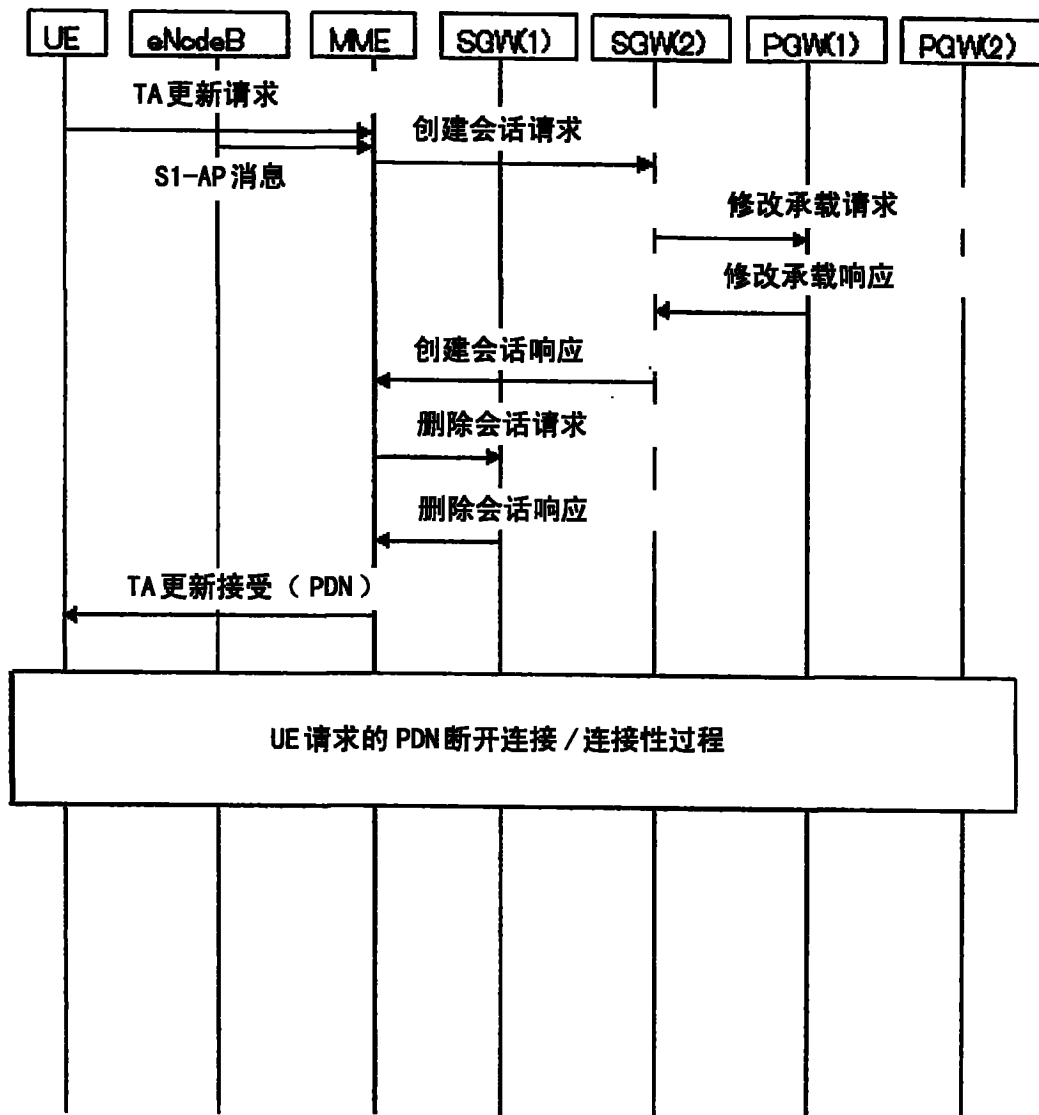 UE eNodeB MME SGW(1) SGW(2) PGW(1) PGW(2)
TA更新请求
创建会话请求
S1-AP消息
修改承载请求
修改承载响应
创建会话响应
删除会话请求
删除会话响应
TA更新接受（PDN）
UE请求的PDN断开连接/连接性过程